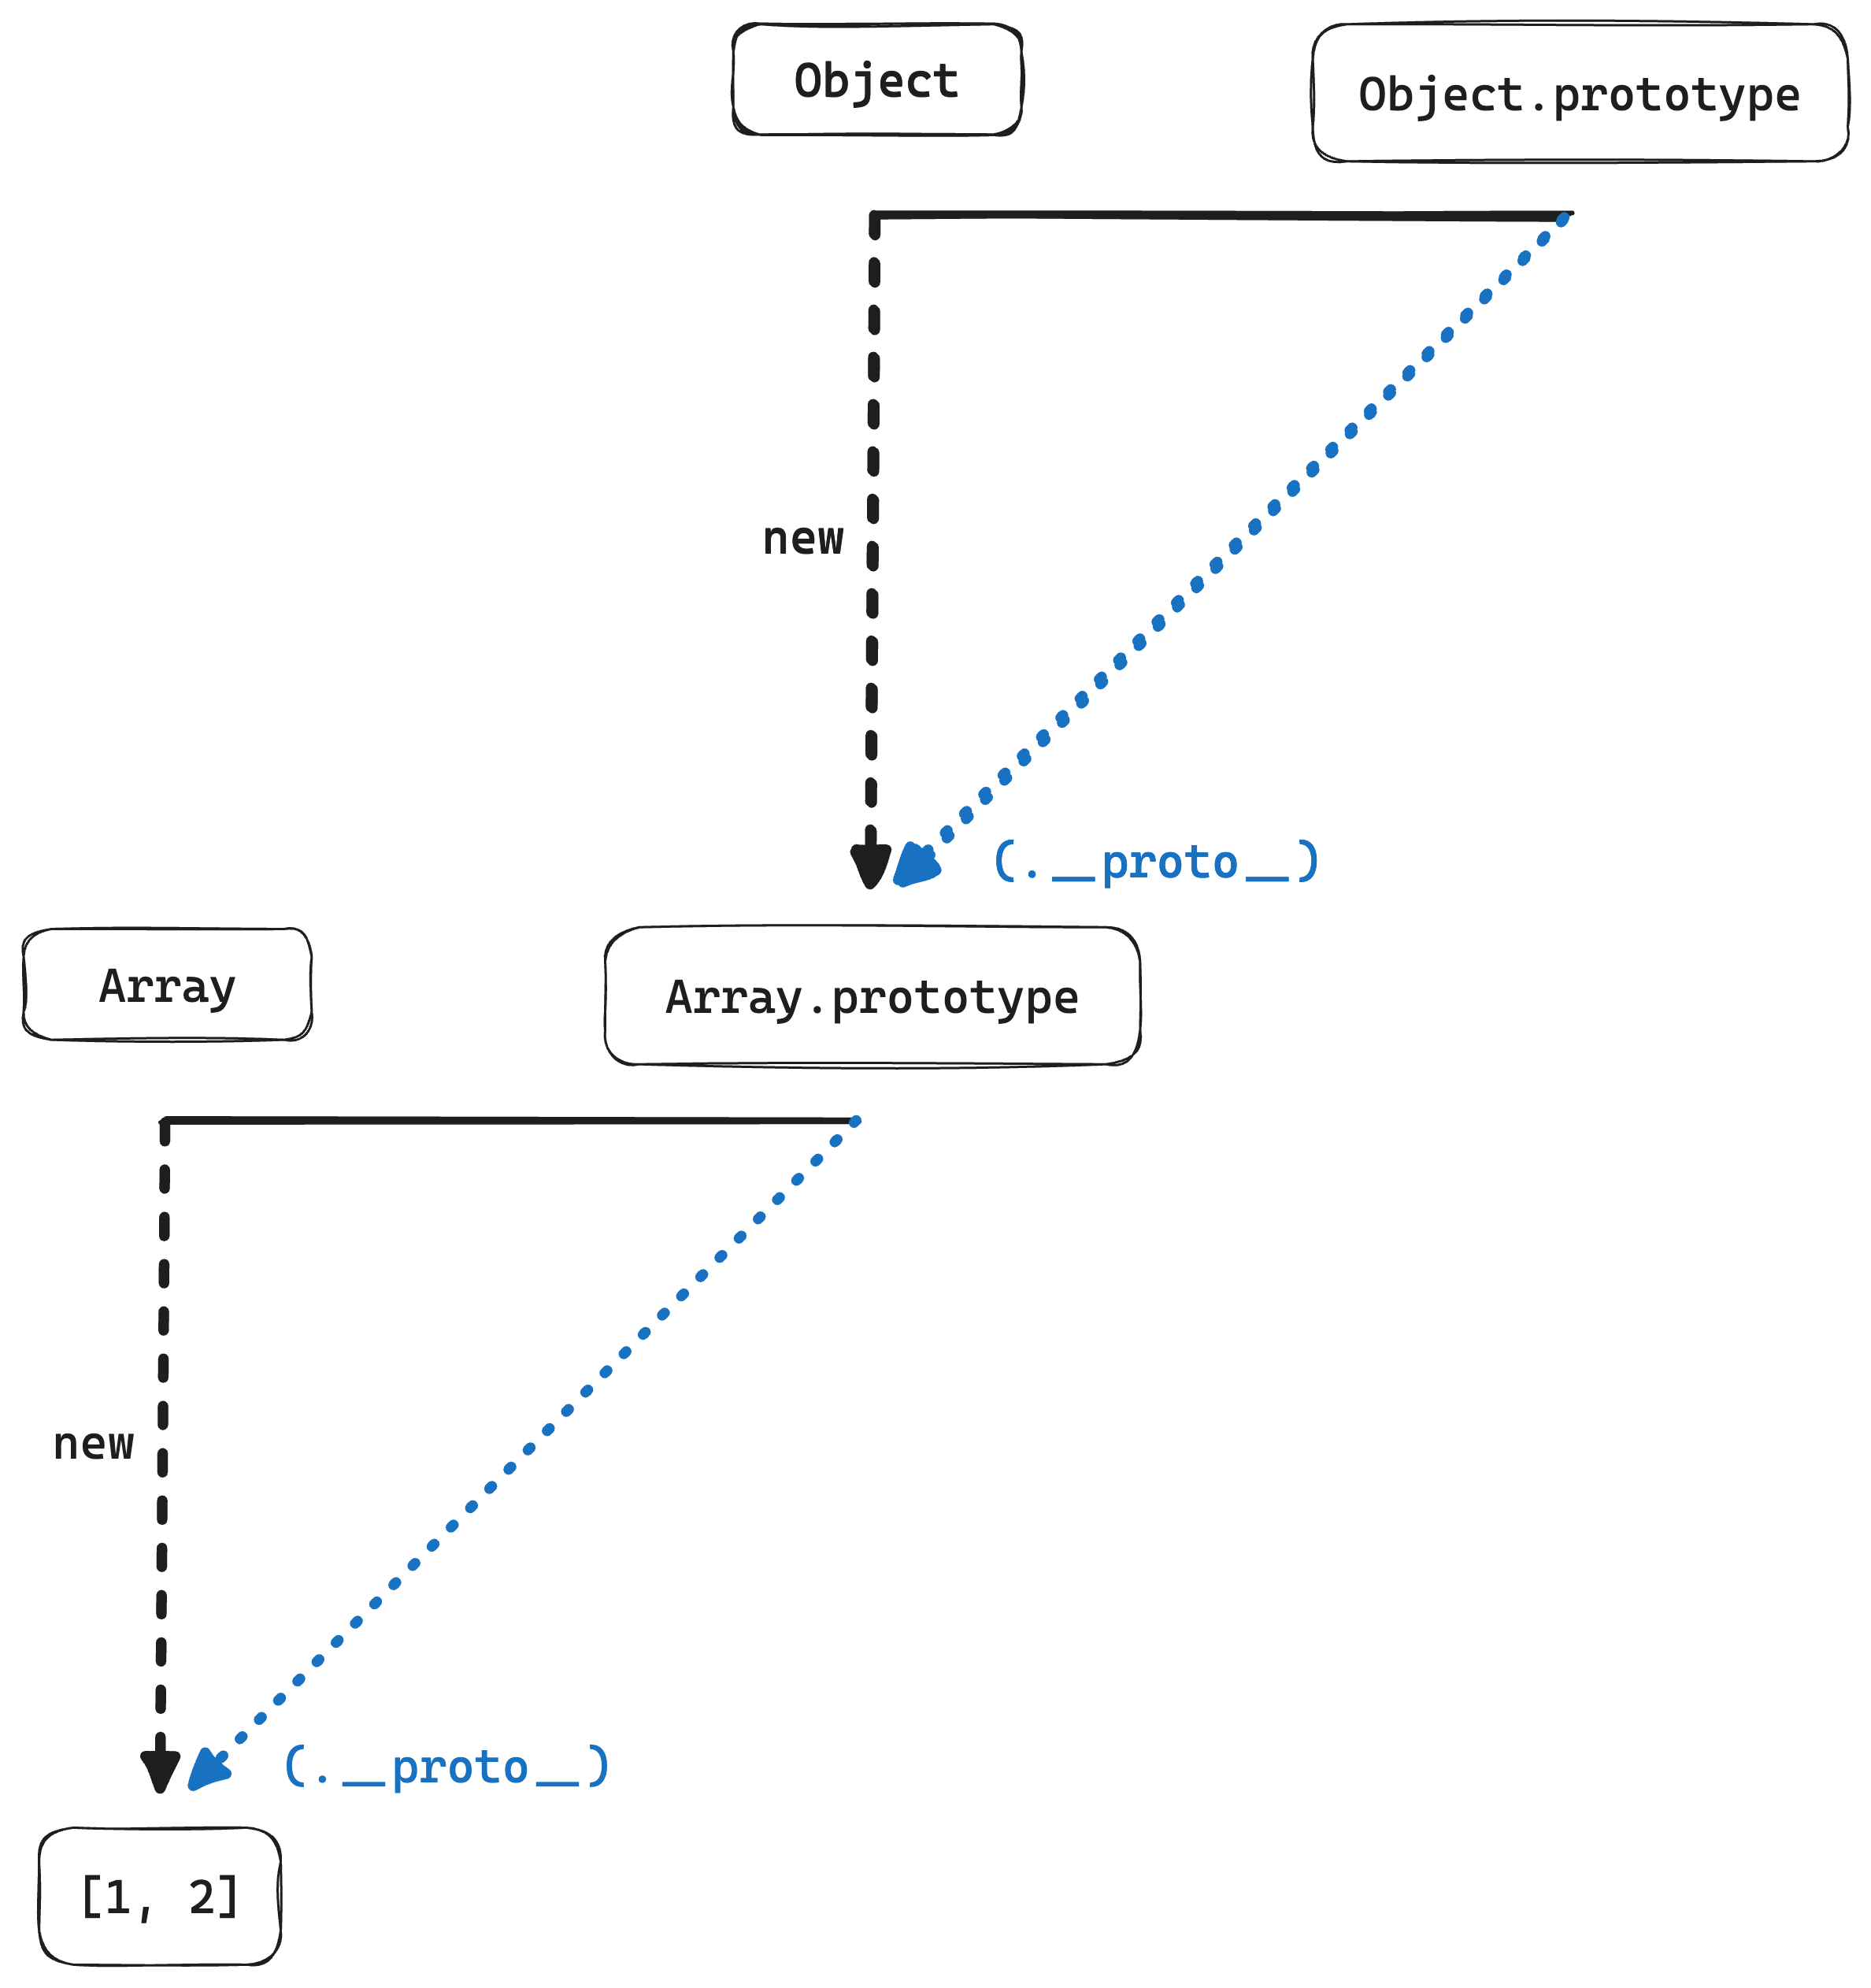 Object
Object.prototype
new
(.__proto__)
Array
Array.prototype
new
(.__proto__)
[1, 2]